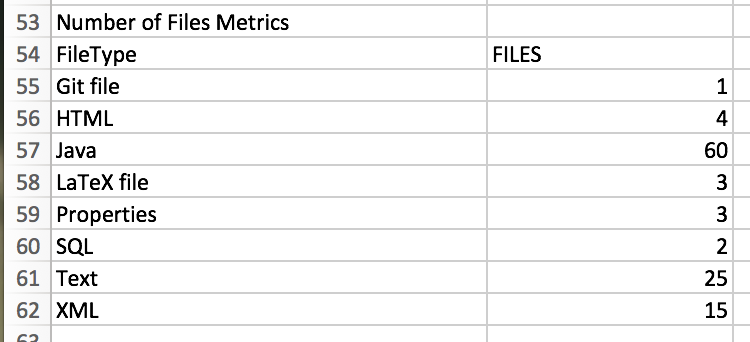 53 Number of Files Metrics
54 FileType FILES
55 Git file 1
56 HTML 4
57 Java 60
58 LaTeX file 3
59 Properties 3
60 SQL 2
61 Text 25
62 XML 15
63